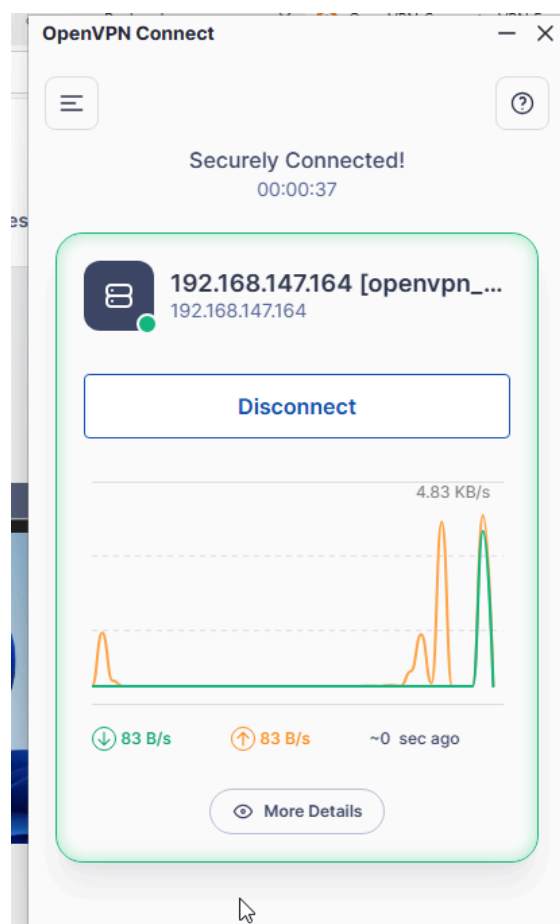 OpenVPN Connect
Securely Connected!
00:00:37
es
192.168.147.164 [openvpn_...
192.168.147.164
Disconnect
4.83 KB/s
83 B/s 83 B/s ~0 sec ago
More Details